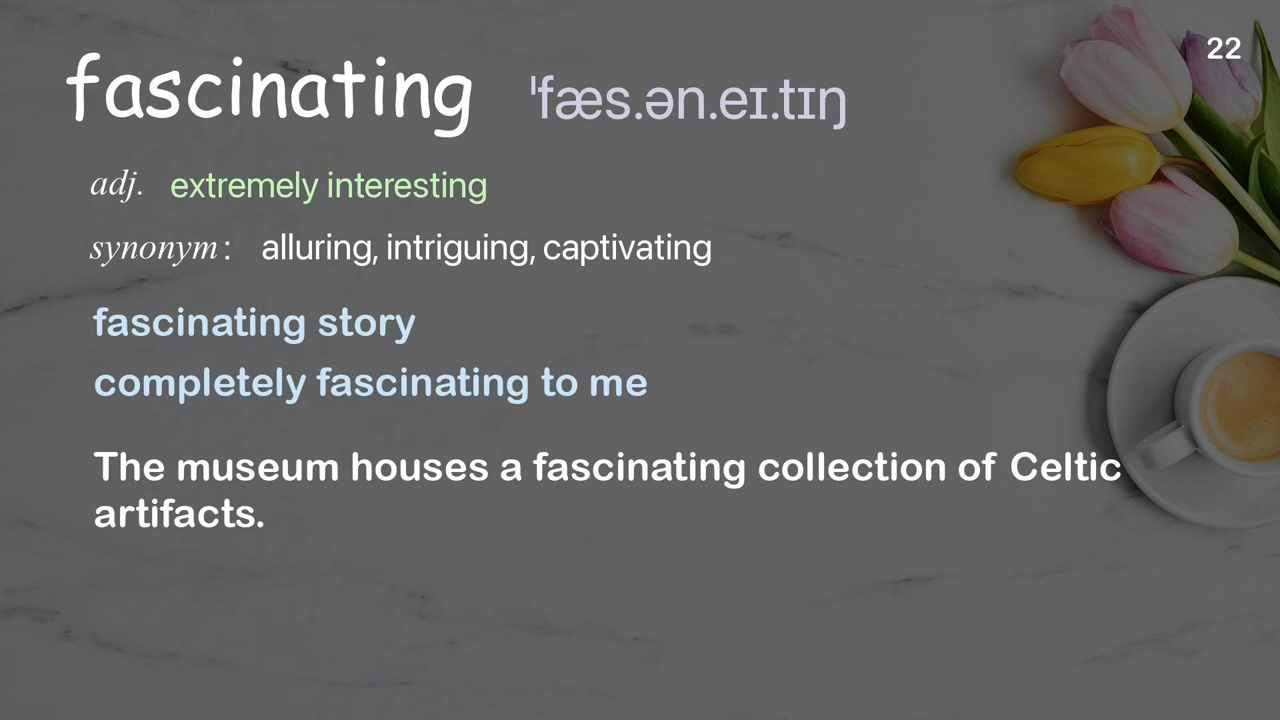 22
fascinating ˈfæs.ən.eɪ.tɪŋ
adj. extremely interesting
synonym: alluring, intriguing, captivating
fascinating story
completely fascinating to me
The museum houses a fascinating collection of Celtic
artifacts.